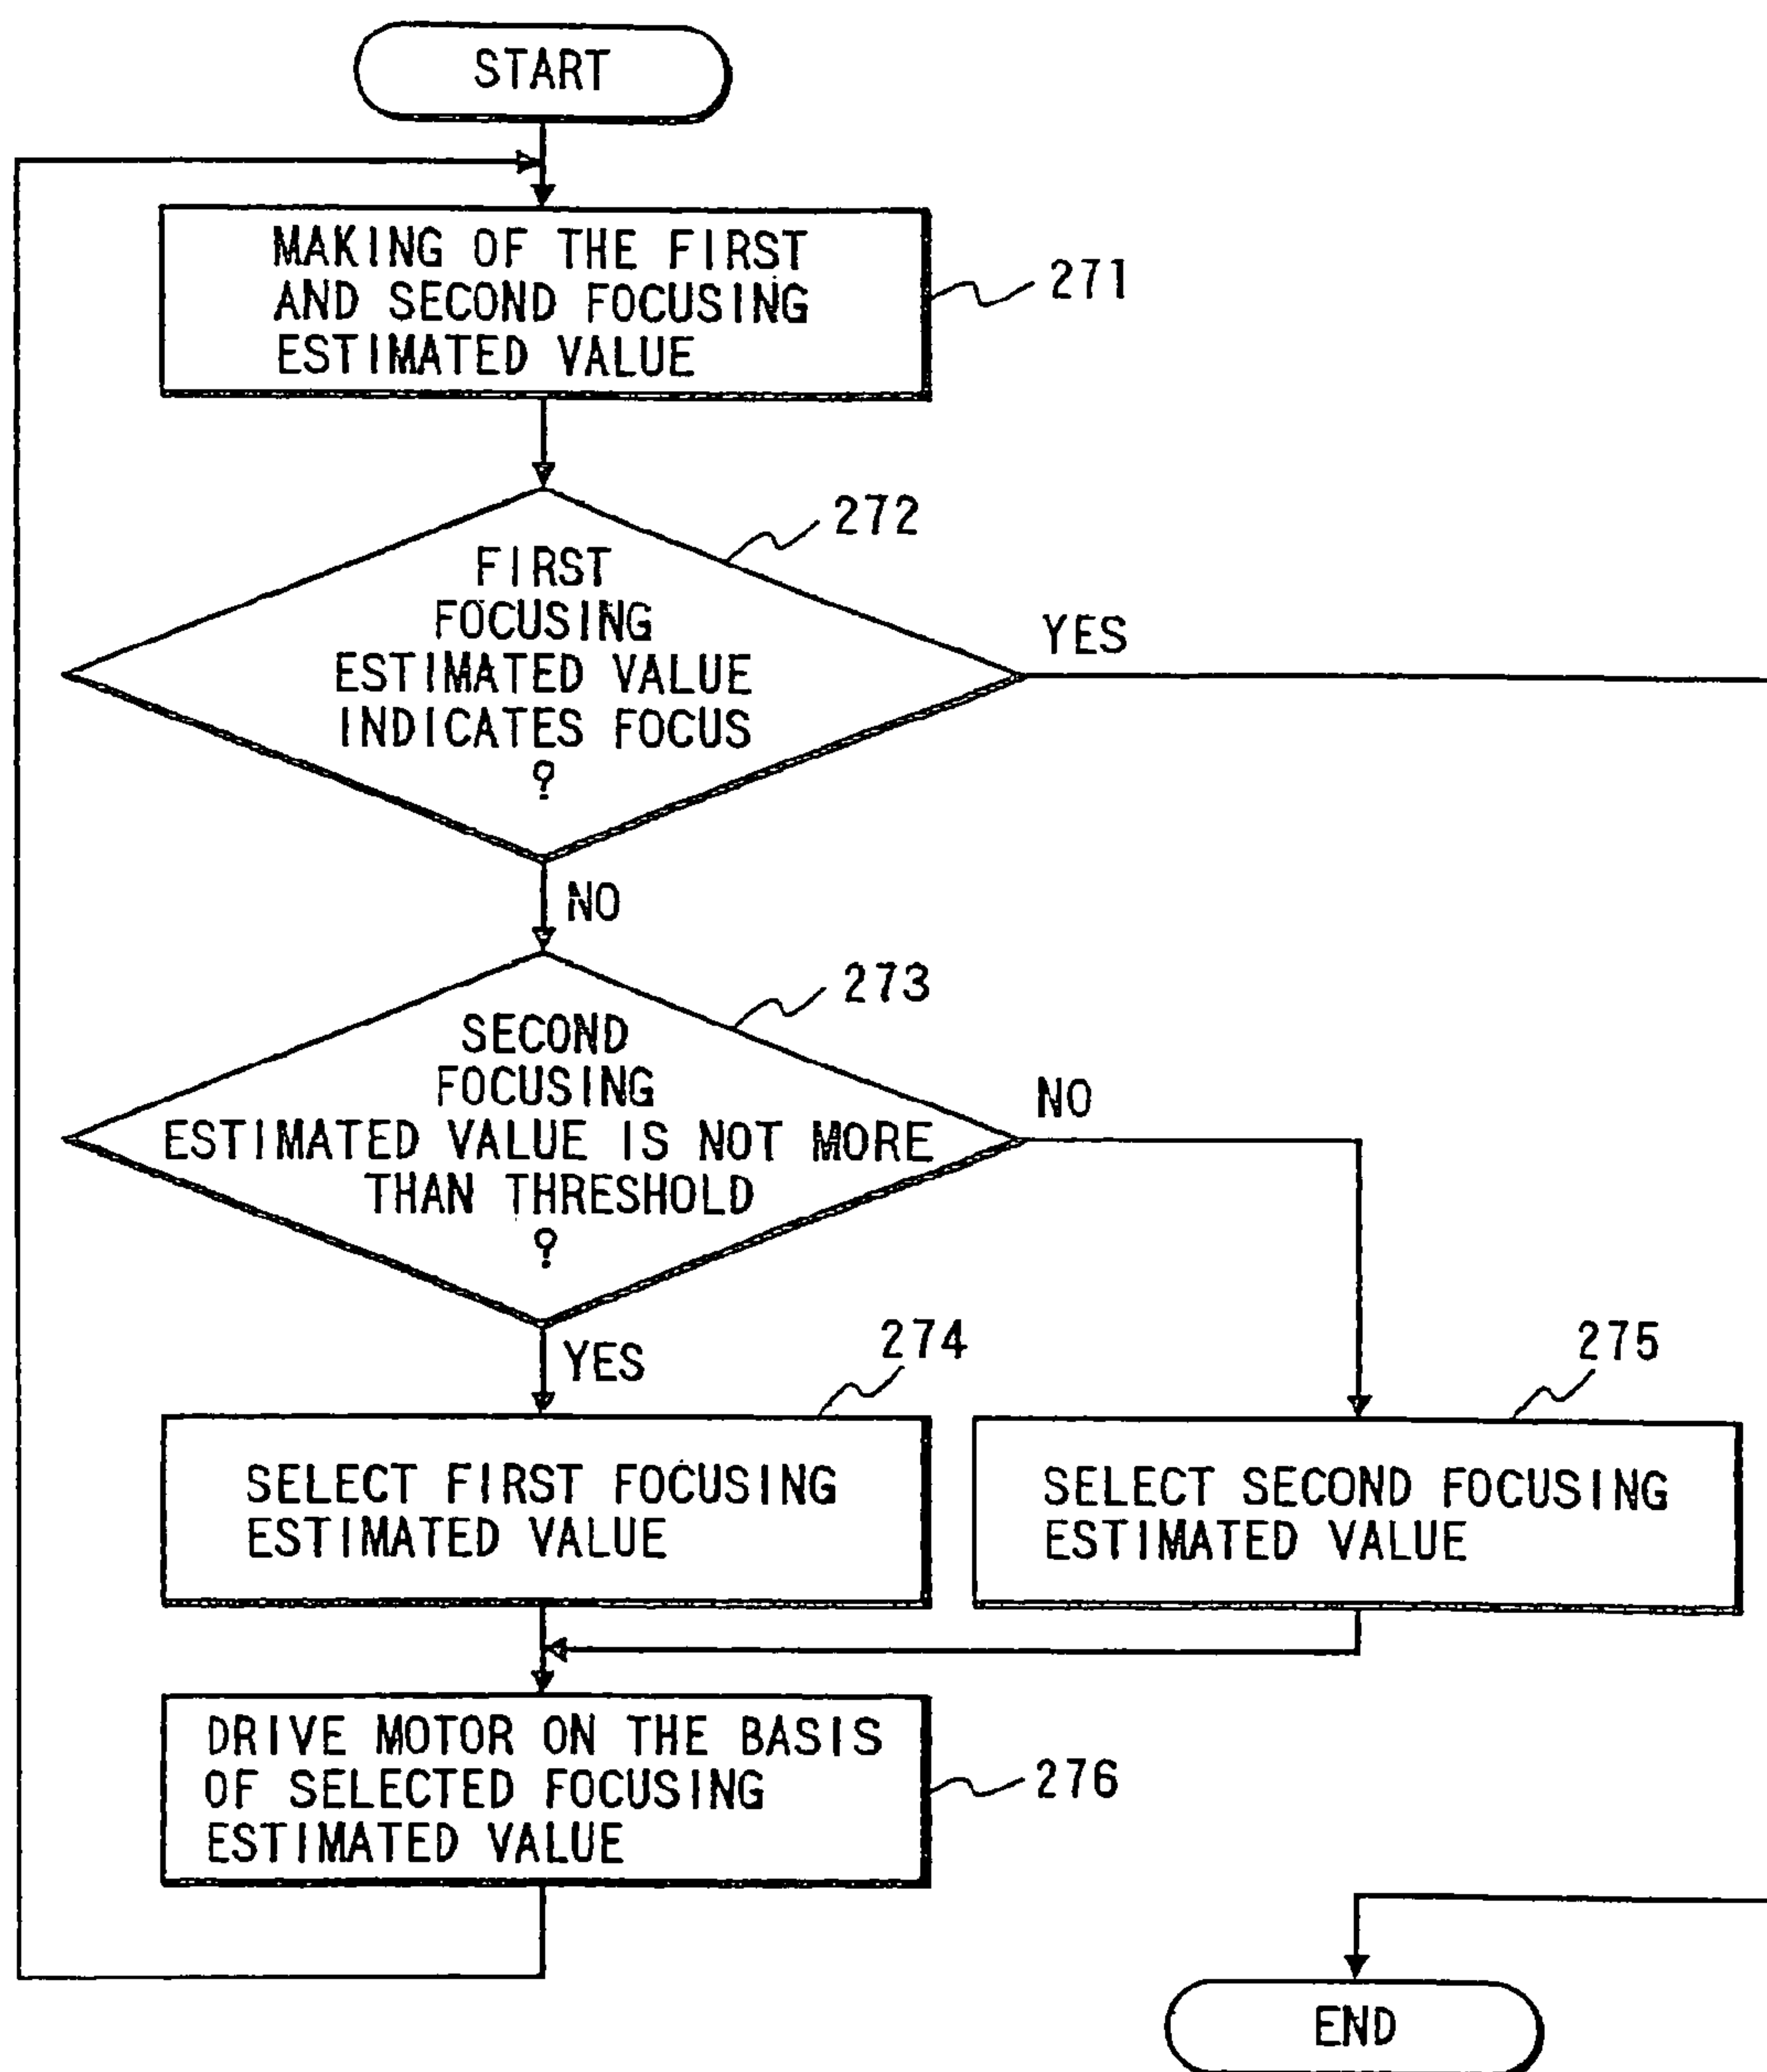 START
MAKING OF THE FIRST
AND SECOND FOCUSING
ESTIMATED VALUE
271
272
FIRST
FOCUSING
ESTIMATED VALUE
INDICATES FOCUS
?
YES
NO
273
SECOND
FOCUSING
ESTIMATED VALUE IS NOT MORE
THAN THRESHOLD
?
NO
YES
274
275
SELECT FIRST FOCUSING
ESTIMATED VALUE
SELECT SECOND FOCUSING
ESTIMATED VALUE
DRIVE MOTOR ON THE BASIS
OF SELECTED FOCUSING
ESTIMATED VALUE
276
END